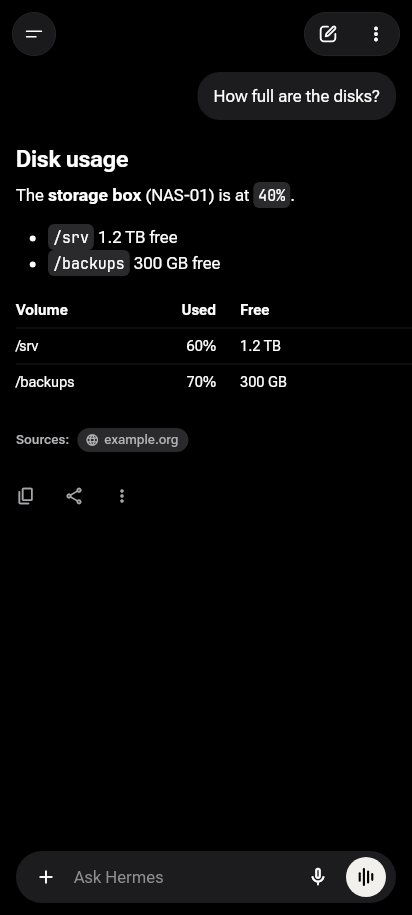 How full are the disks?
Disk usage
The storage box (NAS-01) is at 40%.
/srv 1.2 TB free
/backups 300 GB free
Volume Used Free
/srv 60% 1.2 TB
/backups 70% 300 GB
Sources: example.org
Ask Hermes